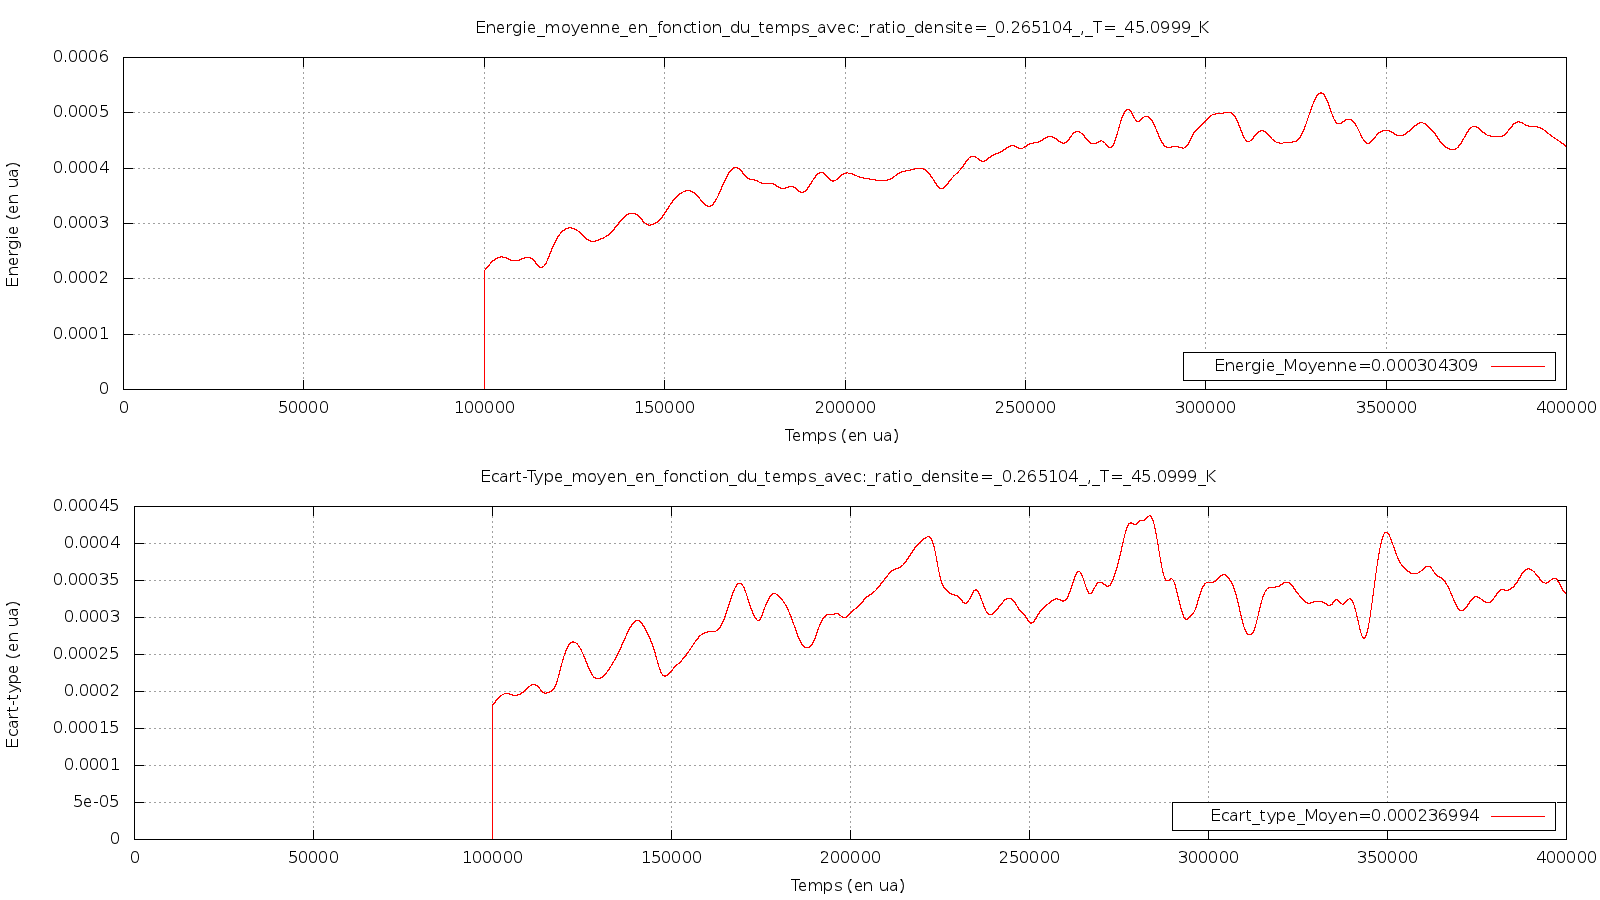 Energie_moyenne_en_fonction_du_temps_avec:_ratio_densite=_0.265104_,_T=_45.0999_K
0.0006
0.0005
0.0004
0.0003
0.0002
0.0001
0
Energie (en ua)
Energie_Moyenne=0.000304309
0 50000 100000 150000 200000 250000 300000 350000 400000
Temps (en ua)
Ecart-Type_moyen_en_fonction_du_temps_avec:_ratio_densite=_0.265104_,_T=_45.0999_K
0.00045
0.0004
0.00035
0.0003
0.00025
0.0002
0.00015
0.0001
5e-05
0
Ecart-type (en ua)
Ecart_type_Moyen=0.000236994
0 50000 100000 150000 200000 250000 300000 350000 400000
Temps (en ua)